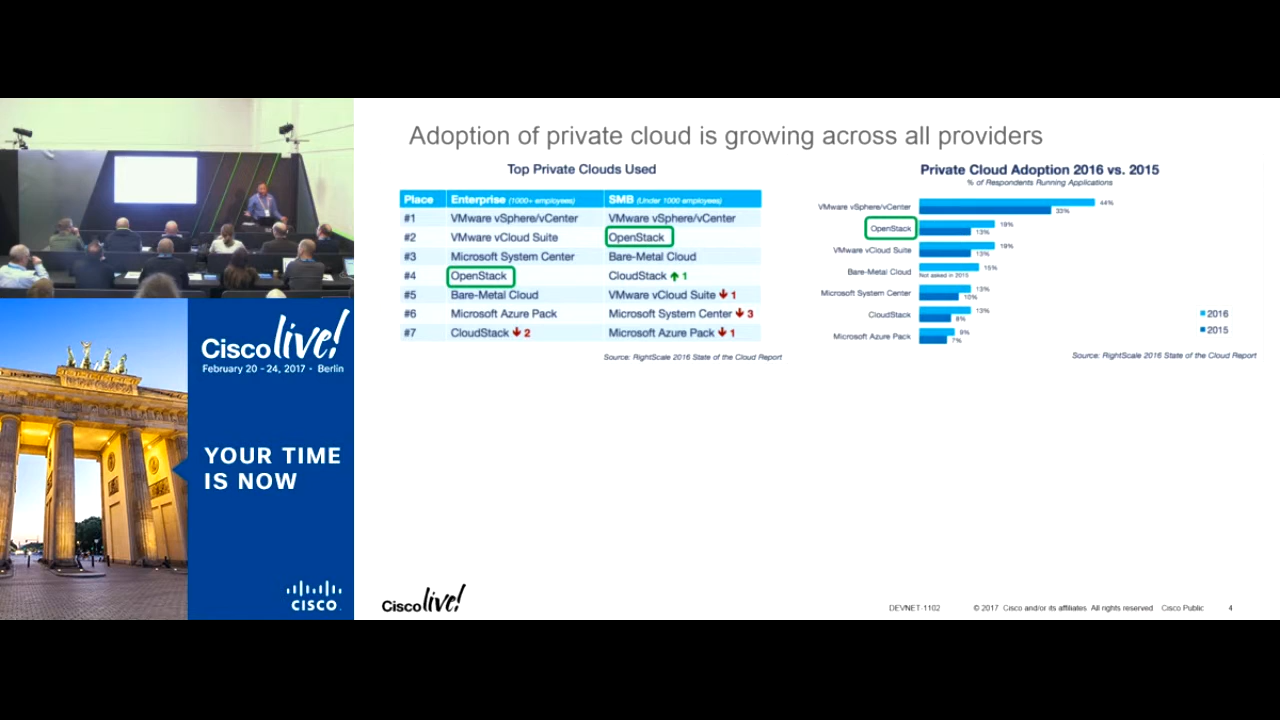 Adoption of private cloud is growing across all providers
Top Private Clouds Used
Place Enterprise (1000+ employees) SMB (Under 1000 employees)
#1 VMware vSphere/vCenter VMware vSphere/vCenter
#2 VMware vCloud Suite OpenStack
#3 Microsoft System Center Bare-Metal Cloud
#4 OpenStack CloudStack 1
#5 Bare-Metal Cloud VMware vCloud Suite 1
#6 Microsoft Azure Pack Microsoft System Center 3
#7 CloudStack 2 Microsoft Azure Pack 1
Source: RightScale 2016 State of the Cloud Report
Private Cloud Adoption 2016 vs. 2015
% of Respondents Running Applications
VMware vSphere/vCenter 44%
33%
OpenStack 19%
13%
VMware vCloud Suite 19%
13%
Bare-Metal Cloud 15%
Not asked in 2015
Microsoft System Center 13%
10%
CloudStack 13%
8%
Microsoft Azure Pack 9%
7%
2016
2015
Source: RightScale 2016 State of the Cloud Report
Cisco live!
February 20 - 24, 2017 • Berlin
YOUR TIME
IS NOW
CISCO
Cisco live!
DEVNET-1102 © 2017 Cisco and/or its affiliates. All rights reserved. Cisco Public 4